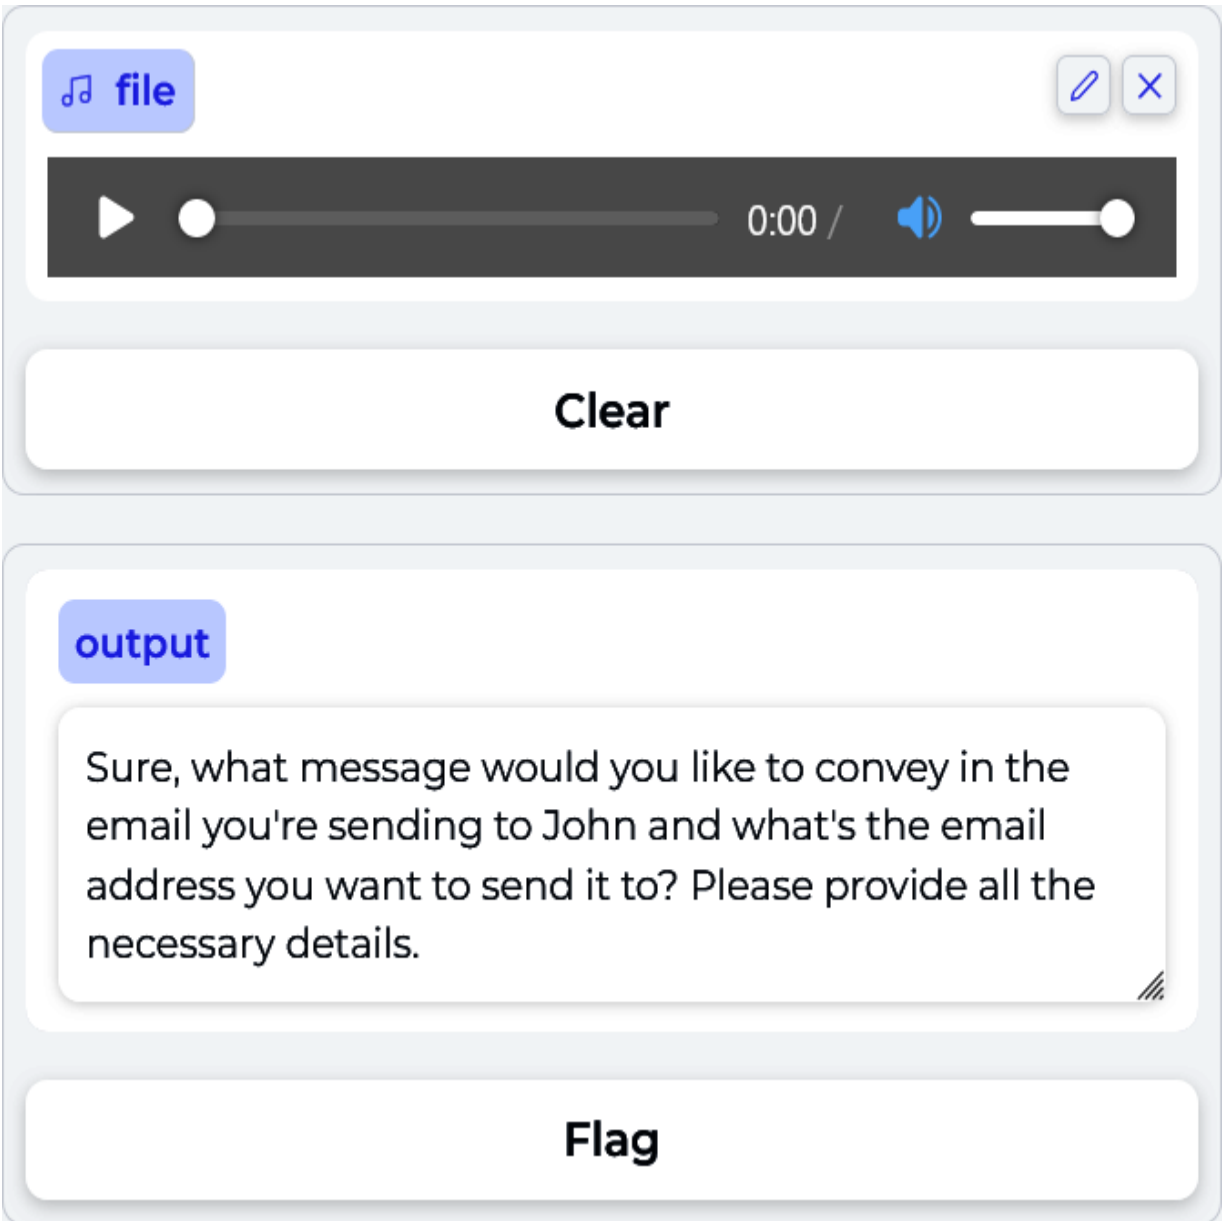 file
0:00 /
Clear
output
Sure, what message would you like to convey in the
email you're sending to John and what's the email
address you want to send it to? Please provide all the
necessary details.
Flag